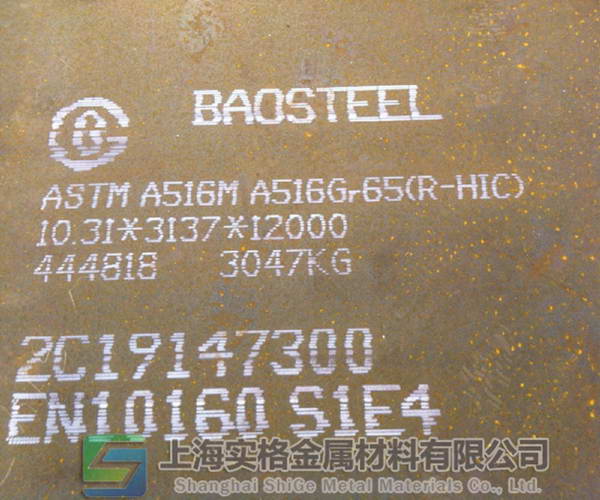 BAOSTEEL
ASTM A516M A516Gr65(R-HIC)
10.31*3137*12000
444818 3047KG
2C19147300
EN10160 S1E4
上海实格金属材料有限公司
Shanghai ShiGe Metal Materials Co., Ltd.